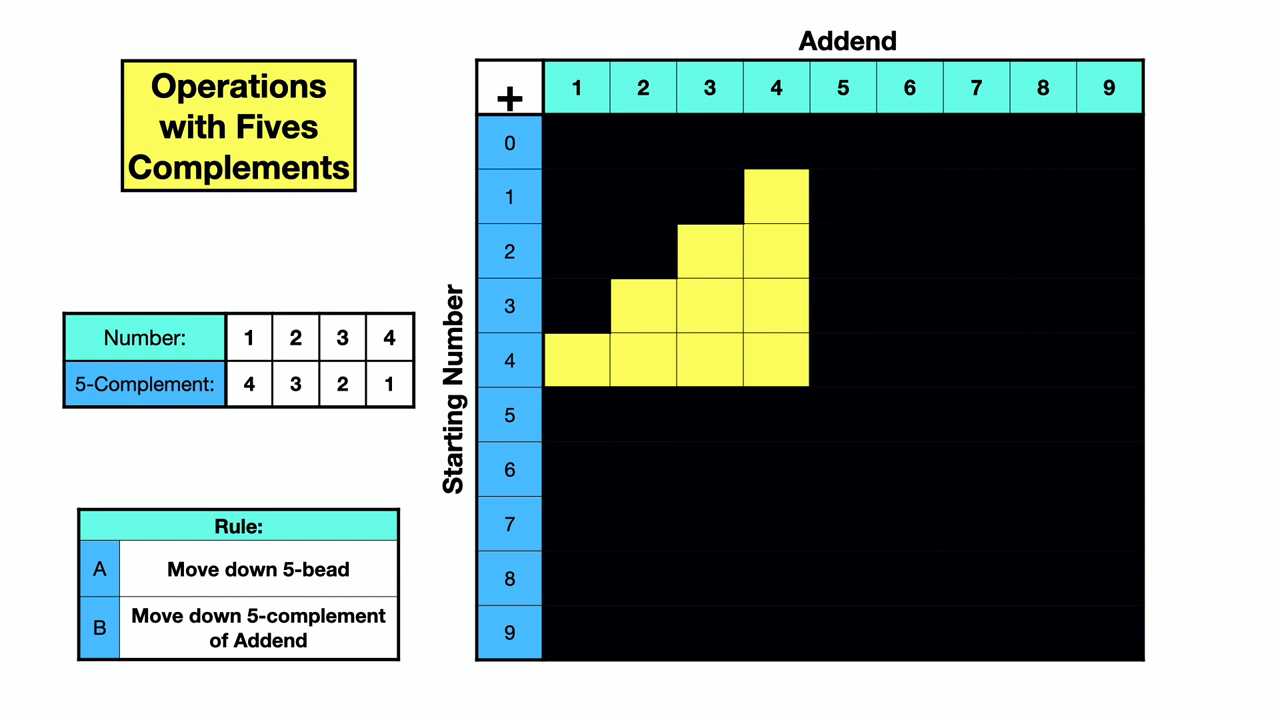 Operations
with Fives
Complements
Number: 1 2 3 4
5-Complement: 4 3 2 1
Rule:
A Move down 5-bead
B Move down 5-complement
of Addend
Addend
+ 1 2 3 4 5 6 7 8 9
Starting Number
0
1
2
3
4
5
6
7
8
9